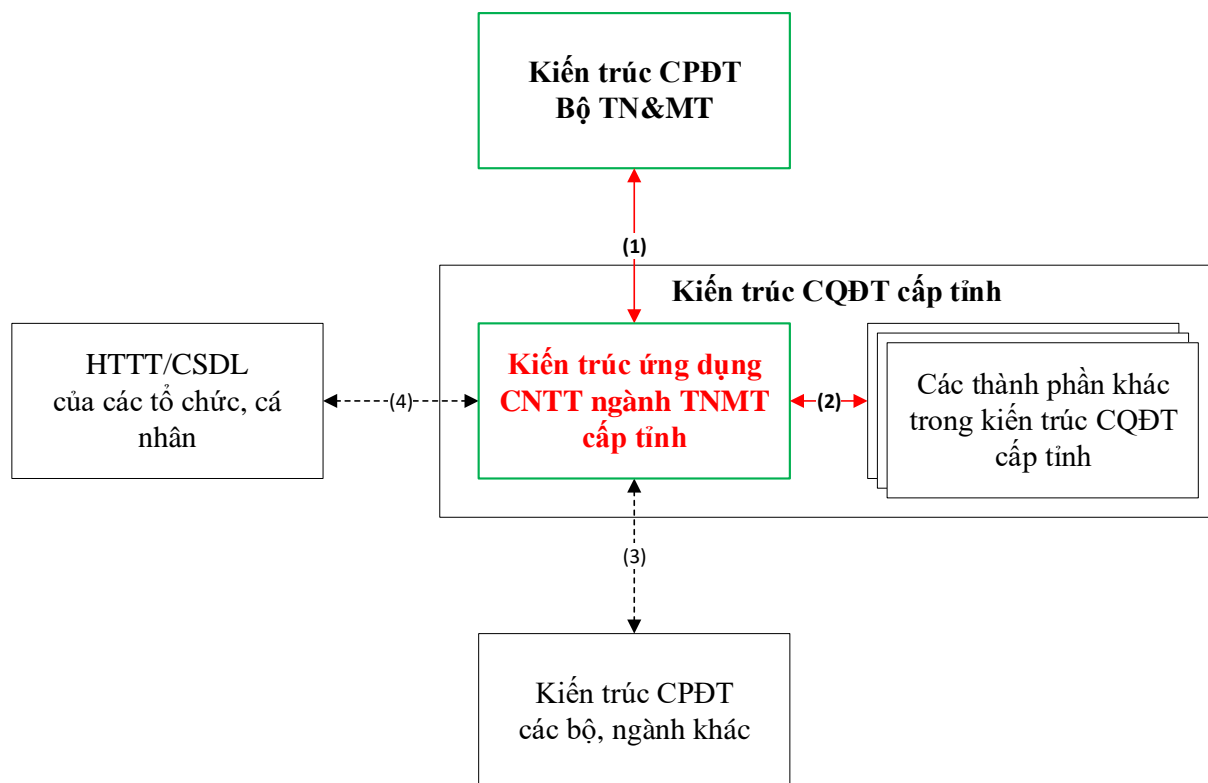 Kiến trúc CPĐT
Bộ TN&MT
(1)
Kiến trúc CQĐT cấp tỉnh
HTTT/CSDL
của các tổ chức, cá
nhân
(4)
Kiến trúc ứng dụng
CNTT ngành TNMT
cấp tỉnh
(2)
Các thành phần khác
trong kiến trúc CQĐT
cấp tỉnh
(3)
Kiến trúc CPĐT
các bộ, ngành khác